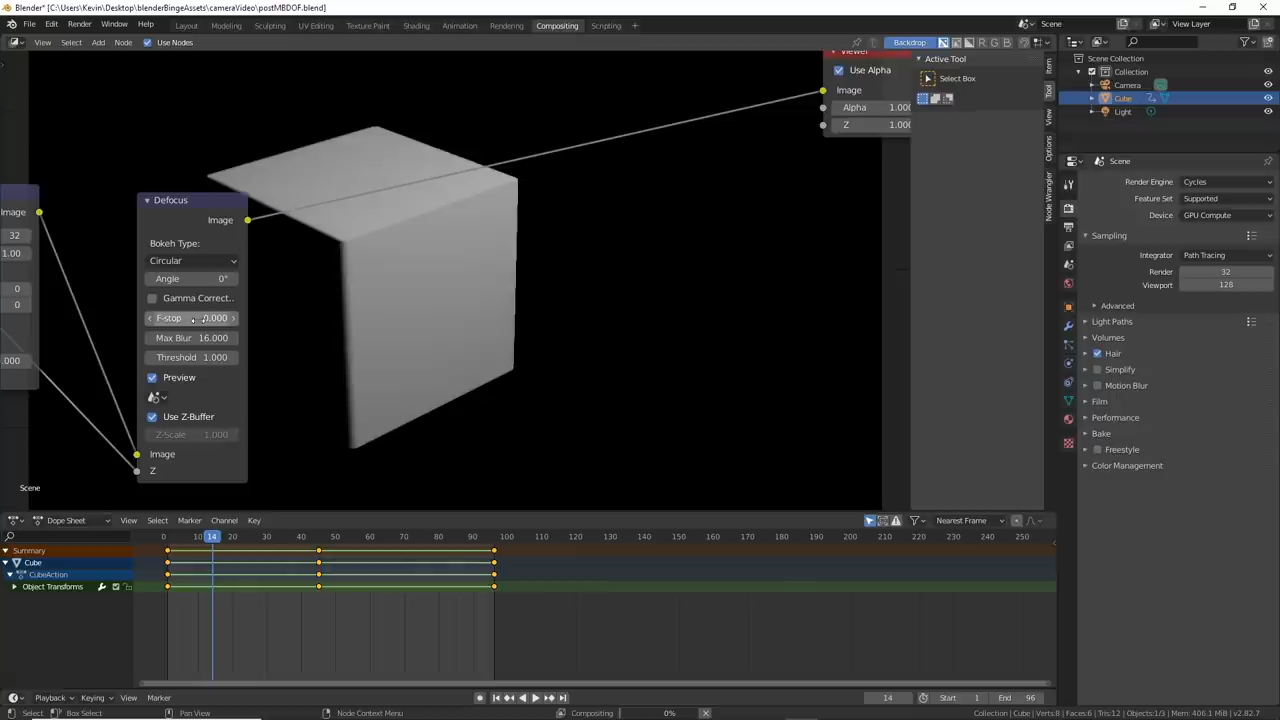 Blender* [C:\Users\Kevin\Desktop\blenderBingeAssets\cameraVideo\postMBDOF.blend]
File Edit Render Window Help Layout Modeling Sculpting UV Editing Texture Paint Shading Animation Rendering Compositing Scripting + Scene View Layer
View Select Add Node Use Nodes Backdrop R G B
Viewer
Use Alpha
Image
Alpha 1.000
Z 1.000
Active Tool
Select Box
Item
Tool
View
Options
Node Wrangler
Image
32
1.00
0
0
.000
Defocus
Image
Bokeh Type:
Circular
Angle 0°
Gamma Correct..
F-stop 0.000
Max Blur 16.000
Threshold 1.000
Preview
Use Z-Buffer
Z-Scale 1.000
Image
Z
Scene
Scene Collection
Collection
Camera
Cube
Light
Scene
Render Engine Cycles
Feature Set Supported
Device GPU Compute
Sampling
Integrator Path Tracing
Render 32
Viewport 128
Advanced
Light Paths
Volumes
Hair
Simplify
Motion Blur
Film
Performance
Bake
Freestyle
Color Management
Dope Sheet View Select Marker Channel Key Nearest Frame
0 10 14 20 30 40 50 60 70 80 90 100 110 120 130 140 150 160 170 180 190 200 210 220 230 240 250
Summary
Cube
CubeAction
Object Transforms
Playback Keying View Marker 14 Start 1 End 96
Select Box Select Pan View Node Context Menu Compositing 0% Collection | Cube | Verts:8 | Faces:6 | Tris:12 | Objects:1/3 | Mem: 406.1 MiB | v2.82.7